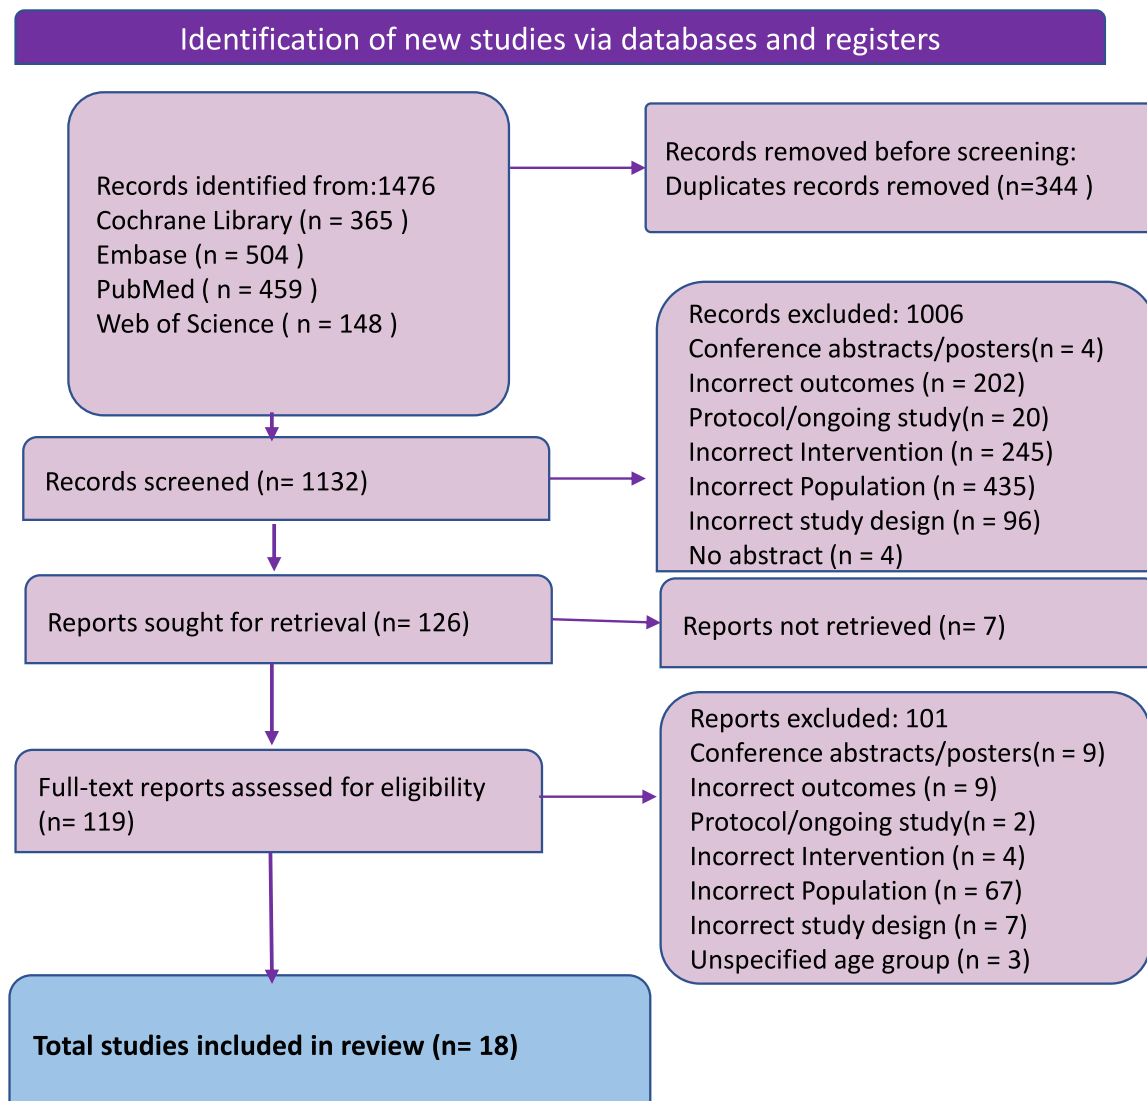 Identification of new studies via databases and registers
Records identified from:1476
Cochrane Library (n = 365 )
Embase (n = 504 )
PubMed ( n = 459 )
Web of Science ( n = 148 )
Records removed before screening:
Duplicates records removed (n=344 )
Records screened (n= 1132)
Records excluded: 1006
Conference abstracts/posters(n = 4)
Incorrect outcomes (n = 202)
Protocol/ongoing study(n = 20)
Incorrect Intervention (n = 245)
Incorrect Population (n = 435)
Incorrect study design (n = 96)
No abstract (n = 4)
Reports sought for retrieval (n= 126)
Reports not retrieved (n= 7)
Full-text reports assessed for eligibility
(n= 119)
Reports excluded: 101
Conference abstracts/posters(n = 9)
Incorrect outcomes (n = 9)
Protocol/ongoing study(n = 2)
Incorrect Intervention (n = 4)
Incorrect Population (n = 67)
Incorrect study design (n = 7)
Unspecified age group (n = 3)
Total studies included in review (n= 18)